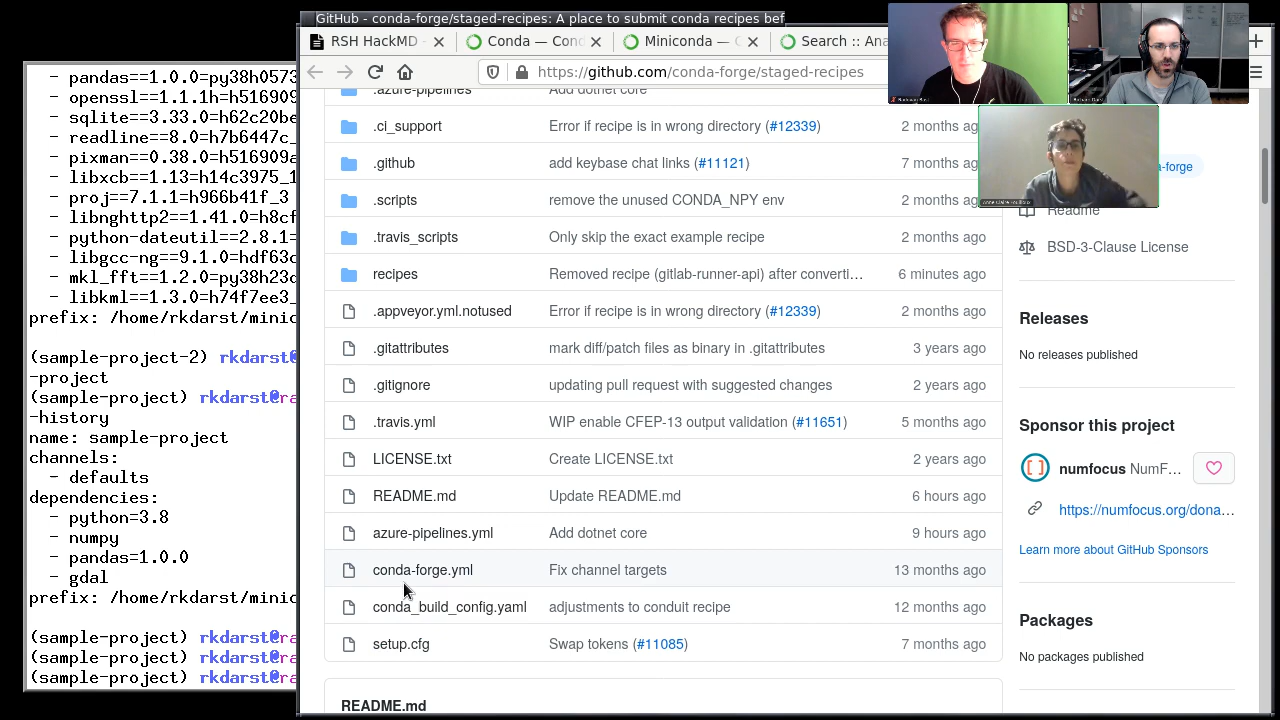 GitHub - conda-forge/staged-recipes: A place to submit conda recipes bef
RSH HackMD -
Conda — Con
Miniconda —
Search :: Ana
https://github.com/conda-forge/staged-recipes
- pandas==1.0.0=py38h0573
- openssl==1.1.1h=h516909
- sqlite==3.33.0=h62c20be
- readline==8.0=h7b6447c_
- pixman==0.38.0=h516909a
- libxcb==1.13=h14c3975_1
- proj==7.1.1=h966b41f_3
- libnghttp2==1.41.0=h8cf
- python-dateutil==2.8.1=
- libgcc-ng==9.1.0=hdf63c
- mkl_fft==1.2.0=py38h23d
- libkml==1.3.0=h74f7ee3_
prefix: /home/rkdarst/minic
(sample-project-2) rkdarst@
-project
(sample-project) rkdarst@ra
-history
name: sample-project
channels:
- defaults
dependencies:
- python=3.8
- numpy
- pandas=1.0.0
- gdal
prefix: /home/rkdarst/minic
(sample-project) rkdarst@ra
(sample-project) rkdarst@ra
(sample-project) rkdarst@ra
.azure-pipelines Add dotnet core
.ci_support Error if recipe is in wrong directory (#12339) 2 months ag
.github add keybase chat links (#11121) 7 months ag
.scripts remove the unused CONDA_NPY env 2 months ag
.travis_scripts Only skip the exact example recipe 2 months ago
recipes Removed recipe (gitlab-runner-api) after converti… 6 minutes ago
.appveyor.yml.notused Error if recipe is in wrong directory (#12339) 2 months ago
.gitattributes mark diff/patch files as binary in .gitattributes 3 years ago
.gitignore updating pull request with suggested changes 2 years ago
.travis.yml WIP enable CFEP-13 output validation (#11651) 5 months ago
LICENSE.txt Create LICENSE.txt 2 years ago
README.md Update README.md 6 hours ago
azure-pipelines.yml Add dotnet core 9 hours ago
conda-forge.yml Fix channel targets 13 months ago
conda_build_config.yaml adjustments to conduit recipe 12 months ago
setup.cfg Swap tokens (#11085) 7 months ago
README.md
a-forge
Readme
BSD-3-Clause License
Releases
No releases published
Sponsor this project
numfocus NumF…
https://numfocus.org/dona…
Learn more about GitHub Sponsors
Packages
No packages published